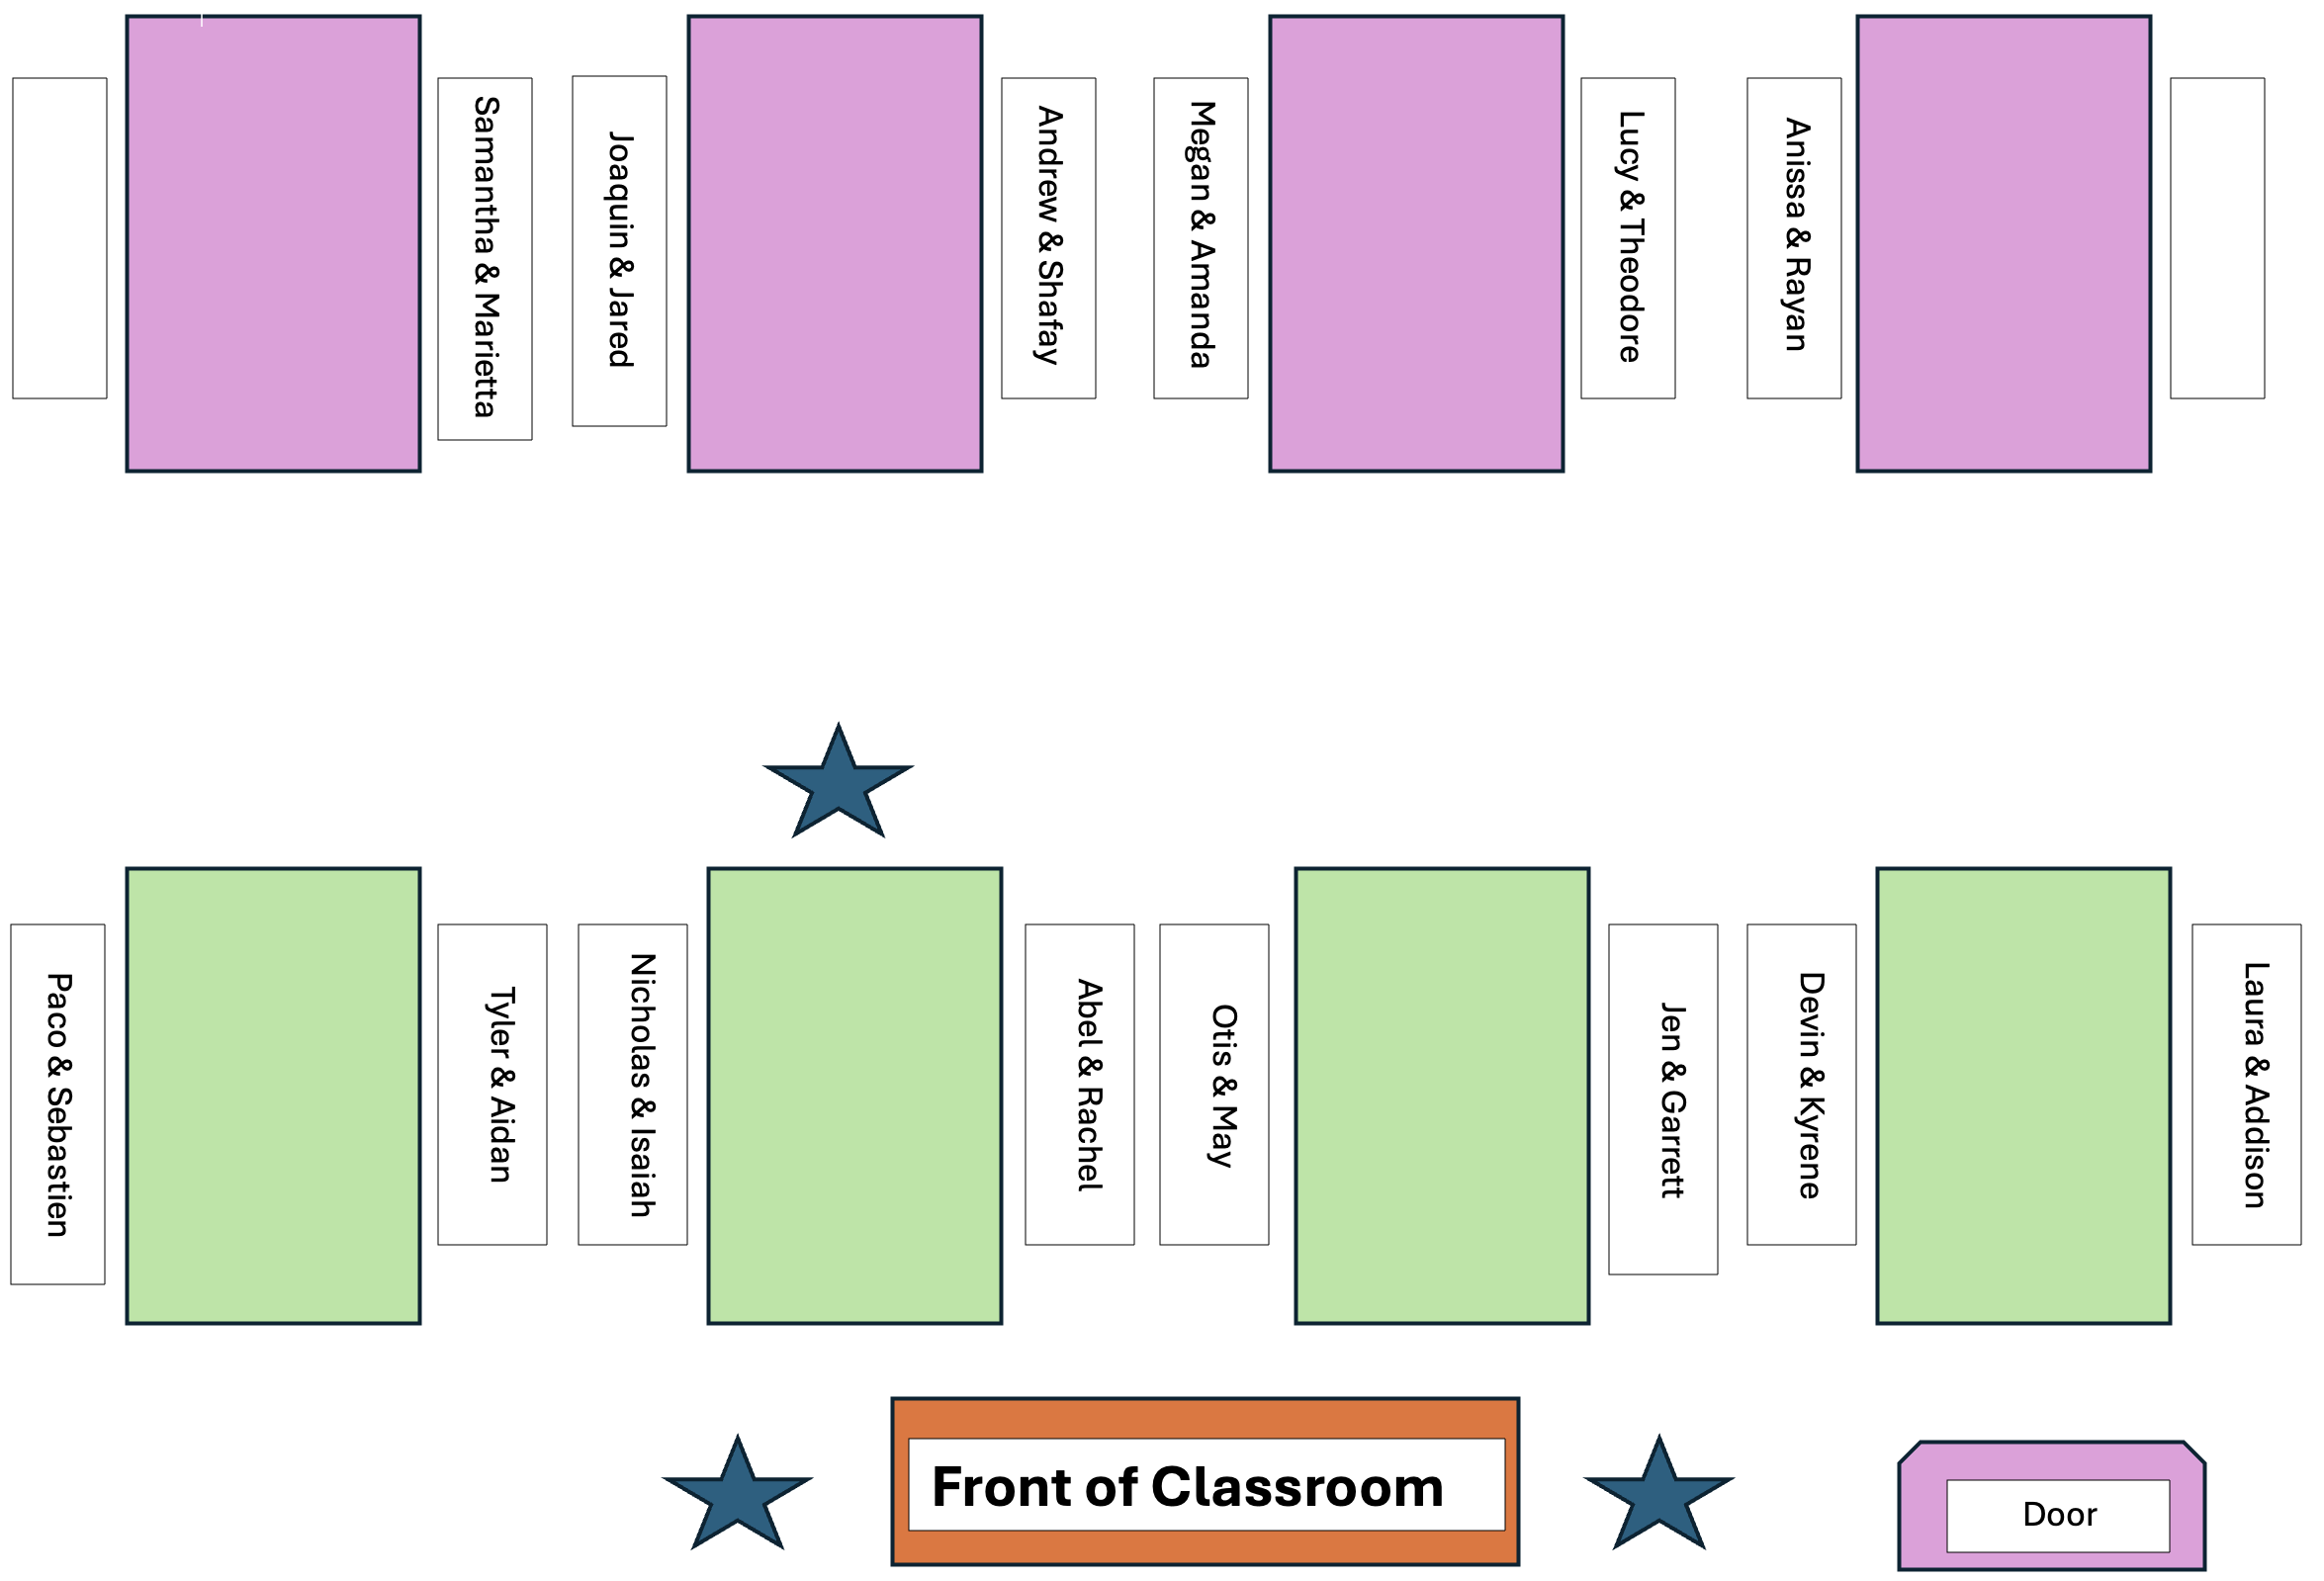 Samantha & Marietta
Joaquin & Jared
Andrew & Shafay
Megan & Amanda
Lucy & Theodore
Anissa & Rayan
Paco & Sebastien
Tyler & Aidan
Nicholas & Isaiah
Abel & Rachel
Otis & May
Jen & Garrett
Devin & Kyrene
Laura & Addison
Front of Classroom
Door